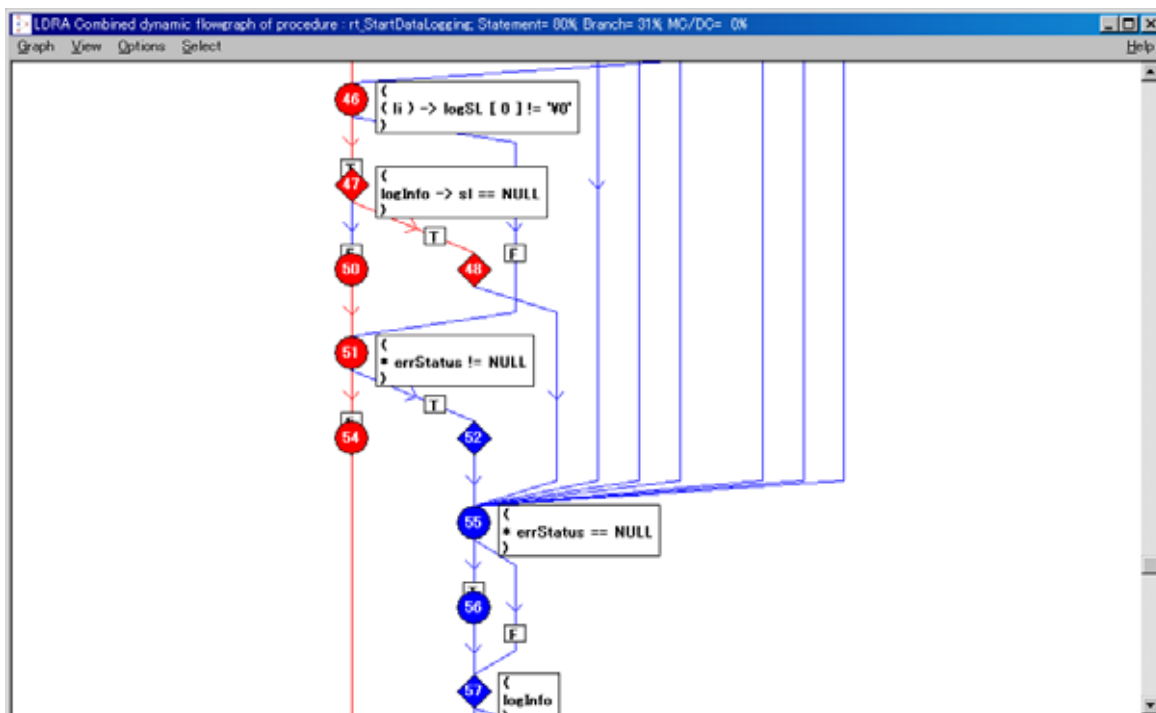 LDRA Combined dynamic flowgraph of procedure : rt_StartDataLogging; Statement= 80% Branch= 31% MC/DC= 0%
Graph View Options Select Help
46
(
( li ) -> logSL [ 0 ] != '¥0'
)
T
47
(
logInfo -> sl == NULL
)
T
F
F
50
48
51
(
* errStatus != NULL
)
T
54
52
55
(
* errStatus == NULL
)
T
56
F
57
(
logInfo